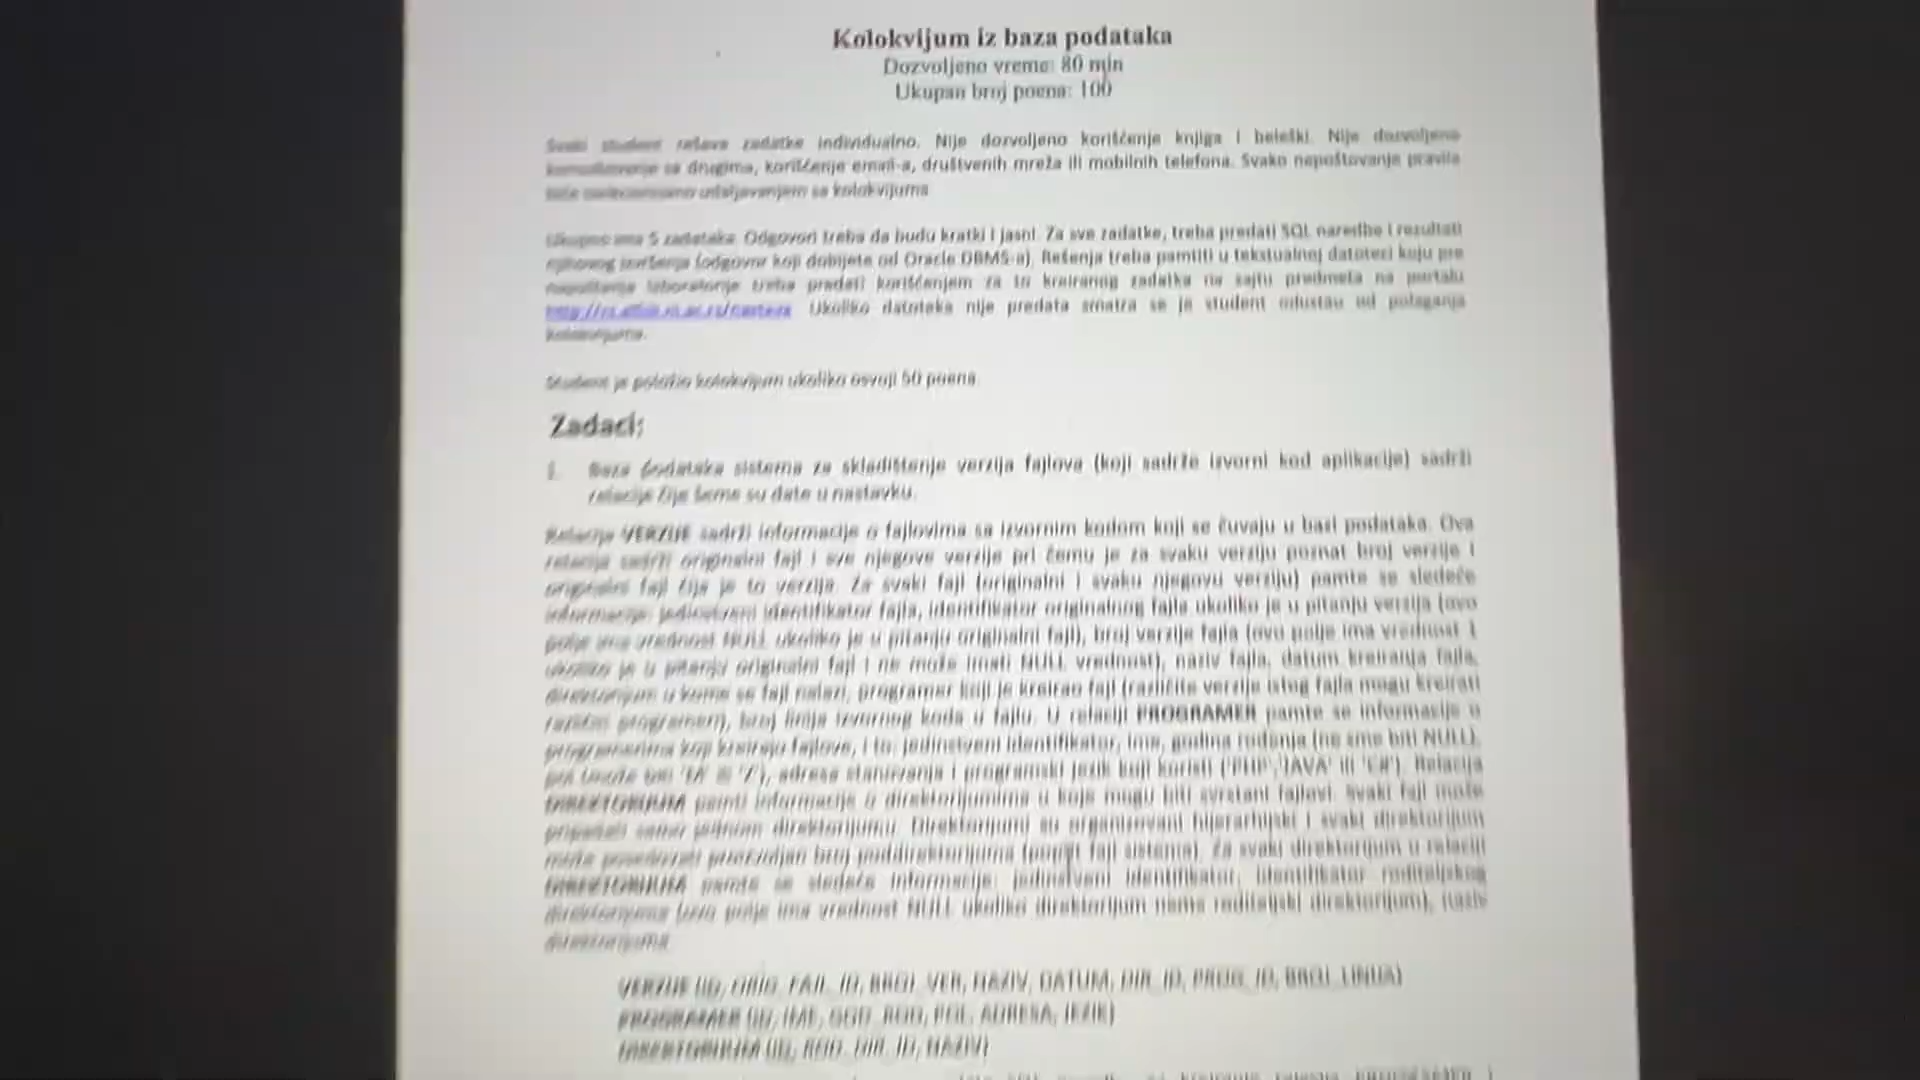 Kolokvijum iz baza podataka
Dozvoljeno vreme: 80 min
Ukupan broj poena: 100
Svaki student rešava zadatke individualno. Nije dozvoljeno korišćenje knjiga i beleški. Nije dozvoljeno
konsultovanje sa drugima, korišćenje email-a, društvenih mreža ili mobilnih telefona. Svako nepoštovanje pravila
biće udaljavanjem sa kolokvijuma
Ukupno ima 5 zadataka. Odgovori treba da budu kratki i jasni. Za sve zadatke, treba predati SQL naredbe i rezultati
njihovog izvršenja (odgovor koji dobijete od Oracle DBMS-a). Rešenja treba pamtiti u tekstualnoj datoteci koju pre
napuštanja laboratorije treba predati korišćenjem za to kreiranog zadatka na sajtu predmeta na portalu
Ukoliko datoteka nije predata smatra se je student odustao od polaganja
kolokvijuma.
Student je položio kolokvijum ukoliko osvoji 50 poena.
Zadaci:
1. Baza podataka sistema za skladištenje verzija fajlova (koji sadrže izvorni kod aplikacije) sadrži
relacije čije šeme su date u nastavku.
Relacija VERZIJE sadrži informacije o fajlovima sa izvornim kodom koji se čuvaju u bazi podataka. Ova
relacija sadrži originalni fajl i sve njegove verzije pri čemu je za svaku verziju poznat broj verzije i
originalni fajl čija je to verzija. Za svaki fajl (originalni i svaku njegovu verziju) pamte se sledeće
informacije: jedinstveni identifikator fajla, identifikator originalnog fajla ukoliko je u pitanju verzija (ovo
polje ima vrednost NULL ukoliko je u pitanju originalni fajl), broj verzije fajla (ovo polje ima vrednost 1
ukoliko je u pitanju originalni fajl i ne može imati NULL vrednost), naziv fajla, datum kreiranja fajla,
direktorijum u kome se fajl nalazi, programer koji je kreirao fajl (različite verzije istog fajla mogu kreirati
različiti programeri), broj linija izvornog koda u fajlu. U relaciji PROGRAMER pamte se informacije o
programerima koji kreiraju fajlove, i to: jedinstveni identifikator, ime, godina rođenja (ne sme biti NULL),
pol (može biti 'M' ili 'Z'), adresa stanovanja i programski jezik koji koristi ('PHP','JAVA' ili 'C#'). Relacija
DIREKTORIJUM pamti informacije o direktorijumima u koje mogu biti svrstani fajlovi. Svaki fajl može
pripadati samo jednom direktorijumu. Direktorijumi su organizovani hijerarhijski i svaki direktorijum
može posedovati proizvoljan broj poddirektorijuma (poput fajl sistema). Za svaki direktorijum u relaciji
DIREKTORIJUM pamte se sledeće informacije: jedinstveni identifikator, identifikator roditeljskog
direktorijuma (ovo polje ima vrednost NULL ukoliko direktorijum nema roditeljski direktorijum), naziv
direktorijuma.
VERZIJE (ID, ORIG_FAJL_ID, BROJ_VER, NAZIV, DATUM, DIR_ID, PROG_ID, BROJ_LINIJA)
PROGRAMER (ID, IME, GOD_ROD, POL, ADRESA, JEZIK)
DIREKTORIJUM (ID, ROD_DIR_ID, NAZIV)